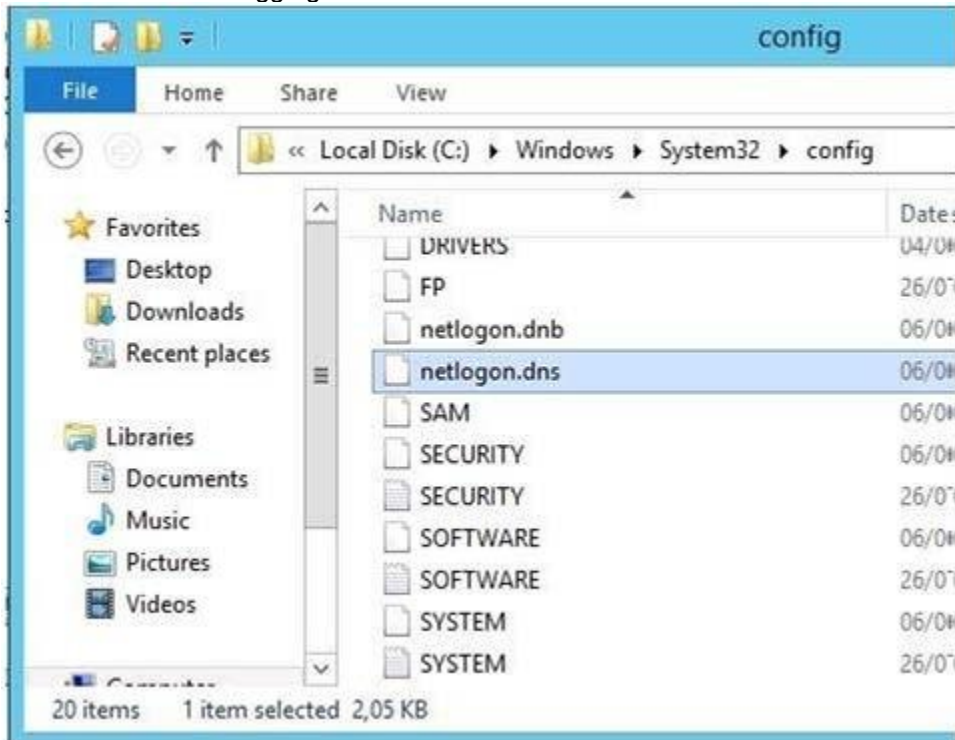 config
File Home Share View
« Local Disk (C:) ▸ Windows ▸ System32 ▸ config
Favorites
Desktop
Downloads
Recent places
Libraries
Documents
Music
Pictures
Videos
Name
DRIVERS
FP
netlogon.dnb
netlogon.dns
SAM
SECURITY
SECURITY
SOFTWARE
SOFTWARE
SYSTEM
SYSTEM
20 items 1 item selected 2,05 KB